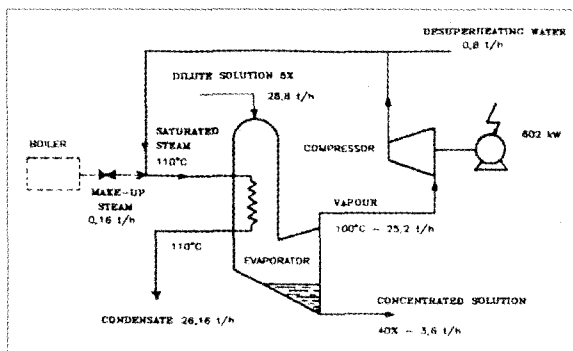 DESUPERHEATING WATER
0,8 t/h
DILUTE SOLUTION 5%
28,8 t/h
BOILER
SATURATED
STEAM
110°C
COMPRESSOR
602 kW
MAKE-UP
STEAM
0,16 t/h
VAPOUR
100°C - 25,2 t/h
110°C
EVAPORATOR
CONCENTRATED SOLUTION
40% - 3,6 t/h
CONDENSATE 26,16 t/h